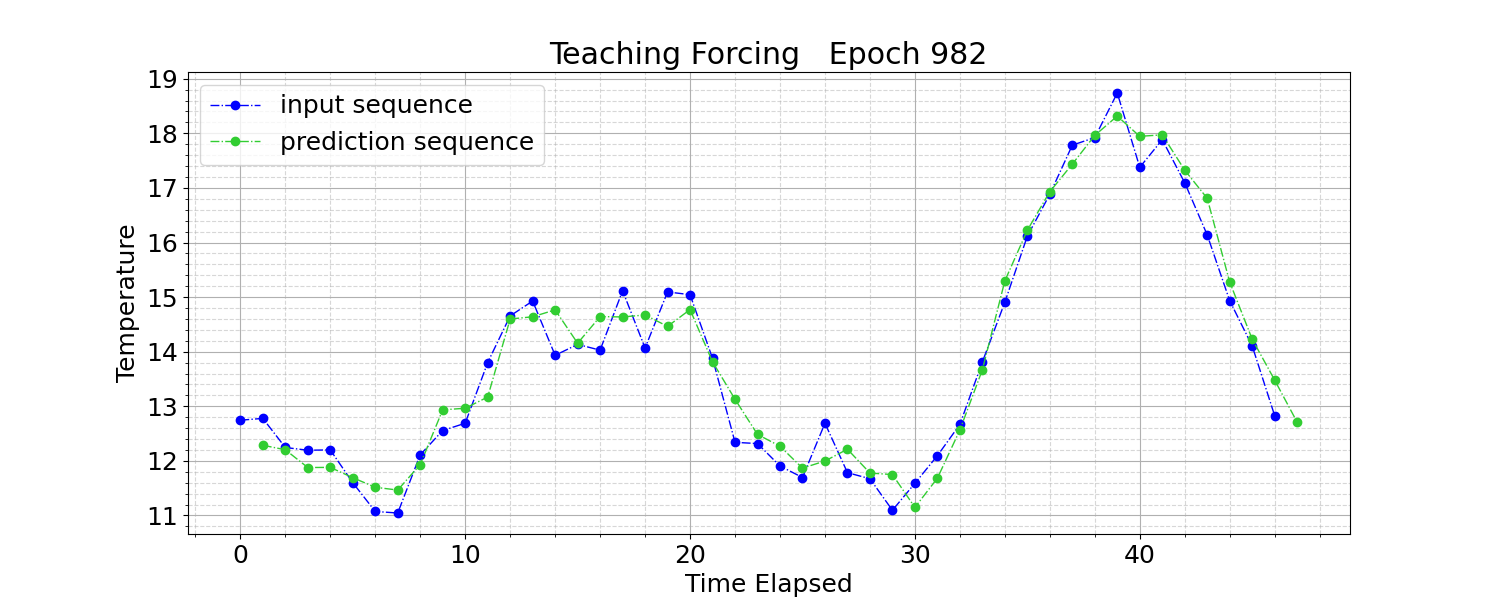 Teaching Forcing   Epoch 982
input sequence
prediction sequence
Temperature
19
18
17
16
15
14
13
12
11
0 10 20 30 40
Time Elapsed